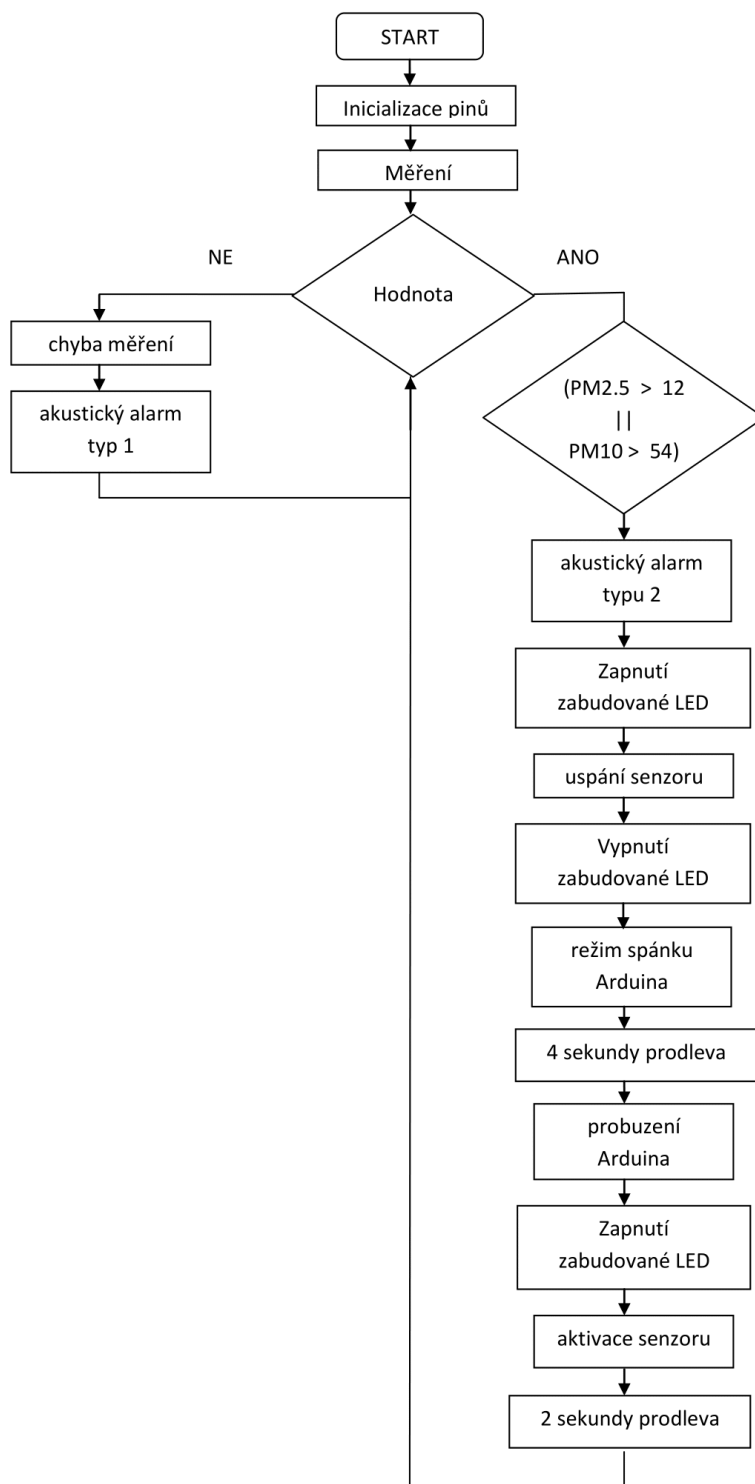 START
Inicializace pinů
Měření
NE
ANO
Hodnota
chyba měření
akustický alarm
typ 1
(PM2.5 > 12
||
PM10 > 54)
akustický alarm
typu 2
Zapnutí
zabudované LED
uspání senzoru
Vypnutí
zabudované LED
režim spánku
Arduina
4 sekundy prodleva
probuzení
Arduina
Zapnutí
zabudované LED
aktivace senzoru
2 sekundy prodleva